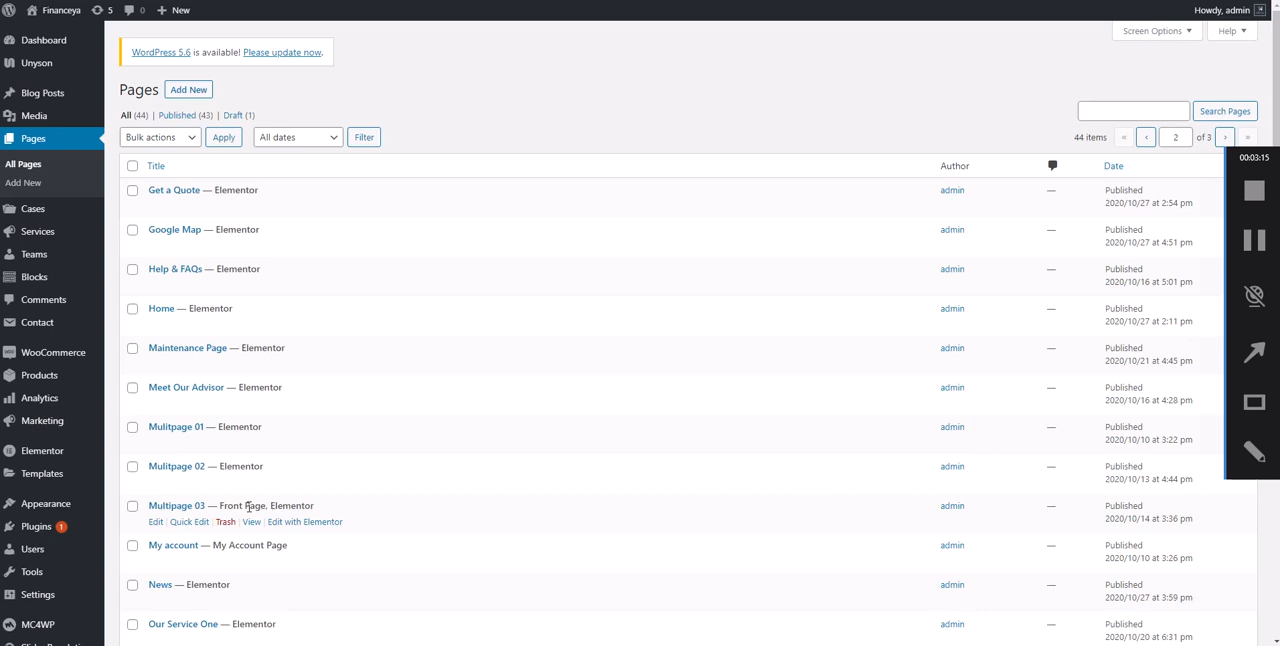 Financeya 5 0 New Howdy, admin
Screen Options Help
Dashboard
Unyson
Blog Posts
Media
Pages
All Pages
Add New
Cases
Services
Teams
Blocks
Comments
Contact
WooCommerce
Products
Analytics
Marketing
Elementor
Templates
Appearance
Plugins 1
Users
Tools
Settings
MC4WP
WordPress 5.6 is available! Please update now.
Pages Add New
All (44) | Published (43) | Draft (1)
Search Pages
Bulk actions Apply All dates Filter
44 items « ‹ 2 of 3 › »
Title Author Date
Get a Quote — Elementor admin — Published
2020/10/27 at 2:54 pm
Google Map — Elementor admin — Published
2020/10/27 at 4:51 pm
Help & FAQs — Elementor admin — Published
2020/10/16 at 5:01 pm
Home — Elementor admin — Published
2020/10/27 at 2:11 pm
Maintenance Page — Elementor admin — Published
2020/10/21 at 4:45 pm
Meet Our Advisor — Elementor admin — Published
2020/10/16 at 4:28 pm
Mulitpage 01 — Elementor admin — Published
2020/10/10 at 3:22 pm
Mulitpage 02 — Elementor admin — Published
2020/10/13 at 4:44 pm
Multipage 03 — Front Page, Elementor admin — Published
2020/10/14 at 3:36 pm
Edit | Quick Edit | Trash | View | Edit with Elementor
My account — My Account Page admin — Published
2020/10/10 at 3:26 pm
News — Elementor admin — Published
2020/10/27 at 3:59 pm
Our Service One — Elementor admin — Published
2020/10/20 at 6:31 pm
00:03:15